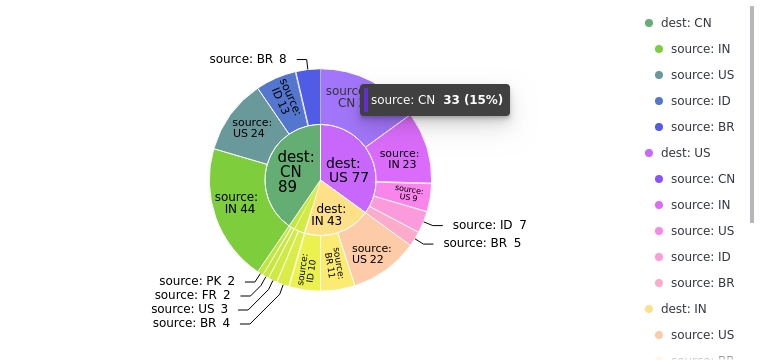 source: BR 8
source:
ID 13
source:
CN
source: CN 33 (15%)
source:
US 24
source:
IN 23
dest:
CN
89
dest:
US 77
source:
US 9
source:
IN 44
dest:
IN 43
source: ID 7
source: BR 5
source:
US 22
source:
BR 11
source:
ID 10
source: PK 2
source: FR 2
source: US 3
source: BR 4
dest: CN
source: IN
source: US
source: ID
source: BR
dest: US
source: CN
source: IN
source: US
source: ID
source: BR
dest: IN
source: US
source: BR